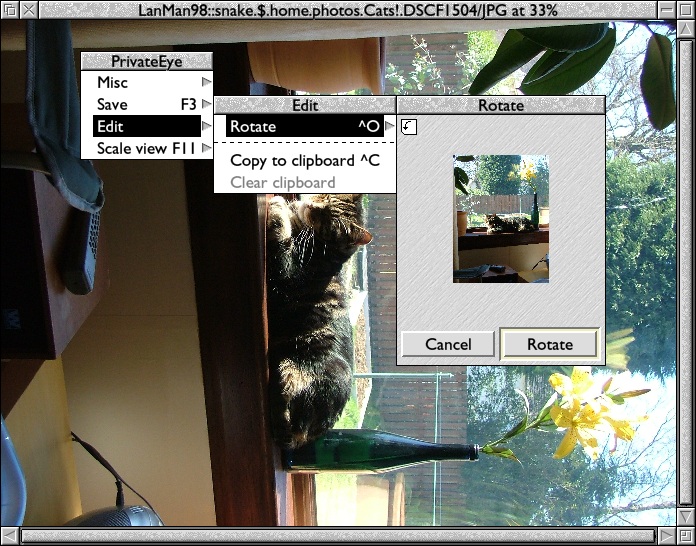 LanMan98::snake.$.home.photos.Cats!.DSCF1504/JPG at 33%
PrivateEye
Misc
Save F3
Edit
Scale view F11
Edit
Rotate ^O
Copy to clipboard ^C
Clear clipboard
Rotate
Cancel
Rotate